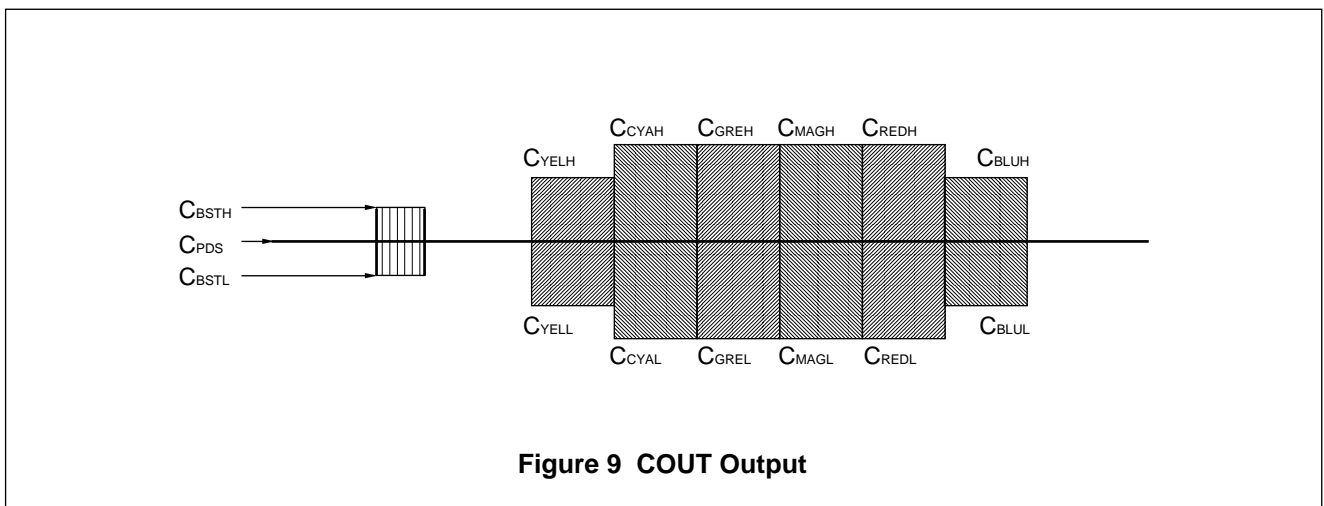 CCYAH CGREH CMAGH CREDH
CYELH CBLUH
CBSTH
CPDS
CBSTL
CYELL CBLUL
CCYAL CGREL CMAGL CREDL
Figure 9 COUT Output